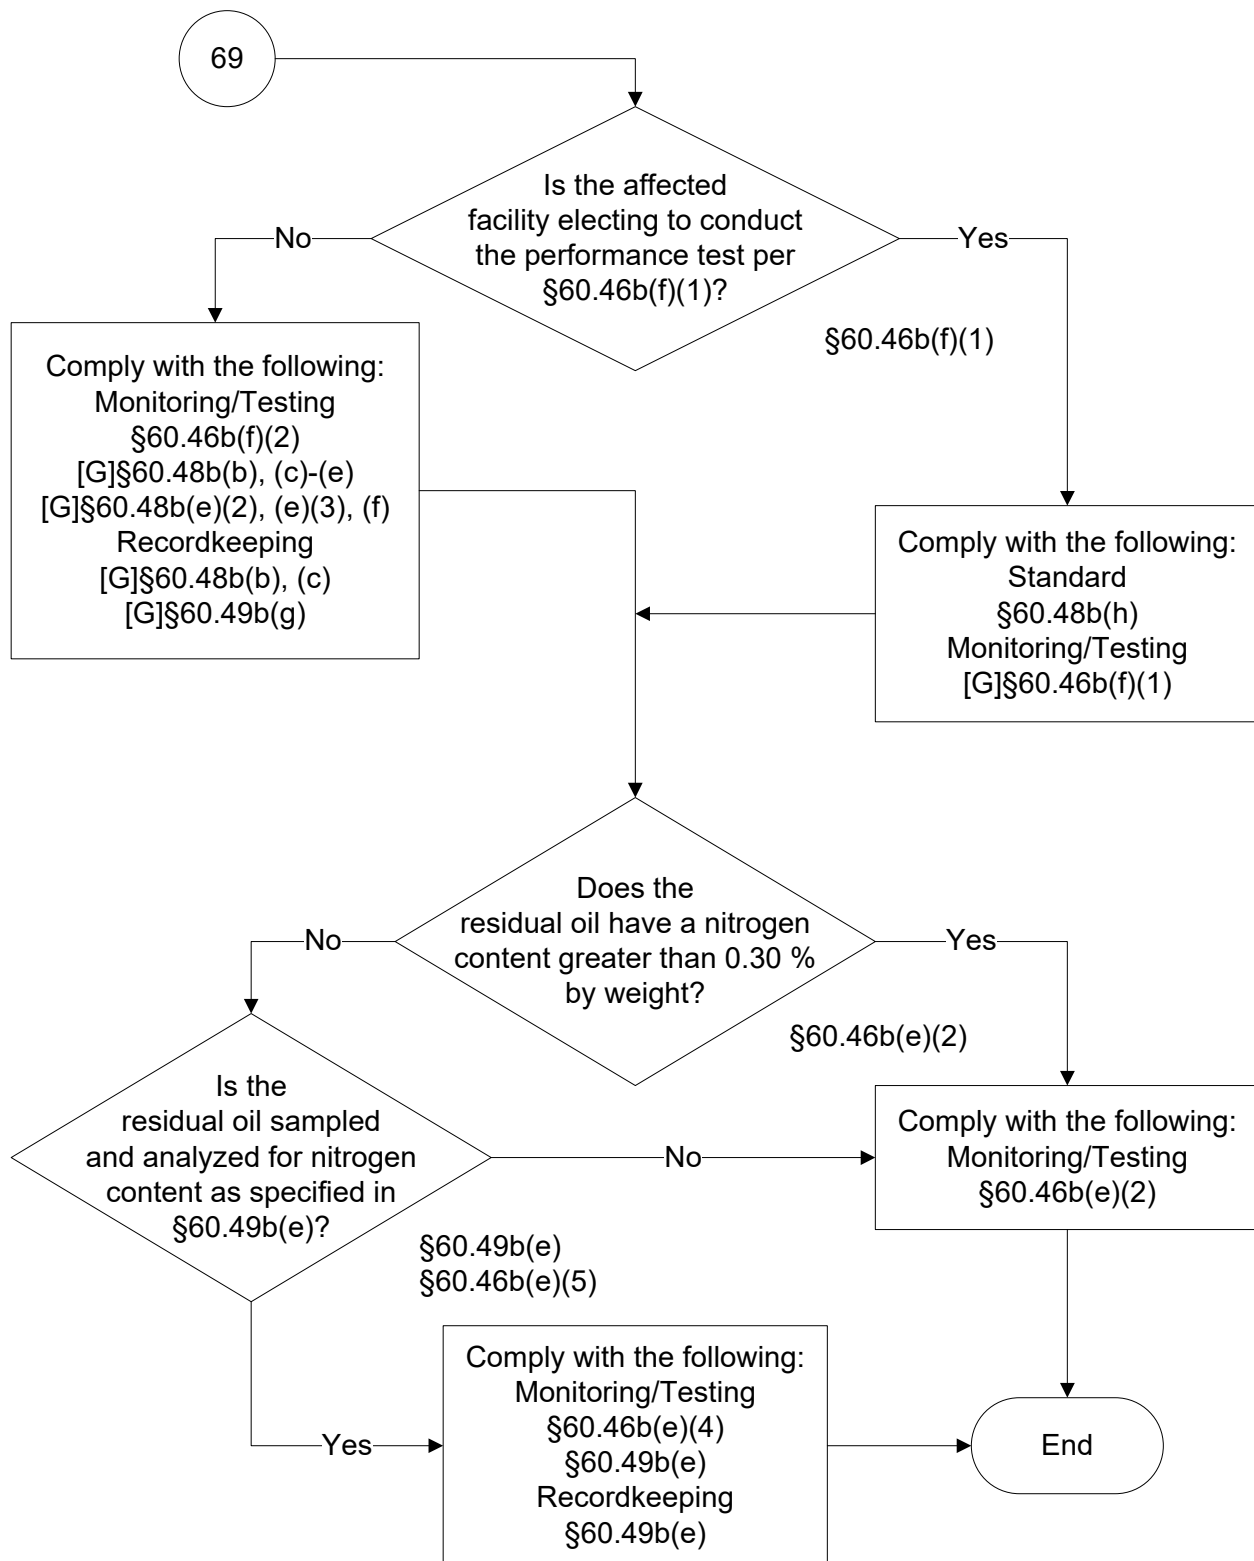 69
Is the affected
facility electing to conduct
the performance test per
§60.46b(f)(1)?
No
Yes
§60.46b(f)(1)
Comply with the following:
Monitoring/Testing
§60.46b(f)(2)
[G]§60.48b(b), (c)-(e)
[G]§60.48b(e)(2), (e)(3), (f)
Recordkeeping
[G]§60.48b(b), (c)
[G]§60.49b(g)
Comply with the following:
Standard
§60.48b(h)
Monitoring/Testing
[G]§60.46b(f)(1)
Does the
residual oil have a nitrogen
content greater than 0.30 %
by weight?
No
Yes
§60.46b(e)(2)
Is the
residual oil sampled
and analyzed for nitrogen
content as specified in
§60.49b(e)?
No
Comply with the following:
Monitoring/Testing
§60.46b(e)(2)
§60.49b(e)
§60.46b(e)(5)
Yes
Comply with the following:
Monitoring/Testing
§60.46b(e)(4)
§60.49b(e)
Recordkeeping
§60.49b(e)
End